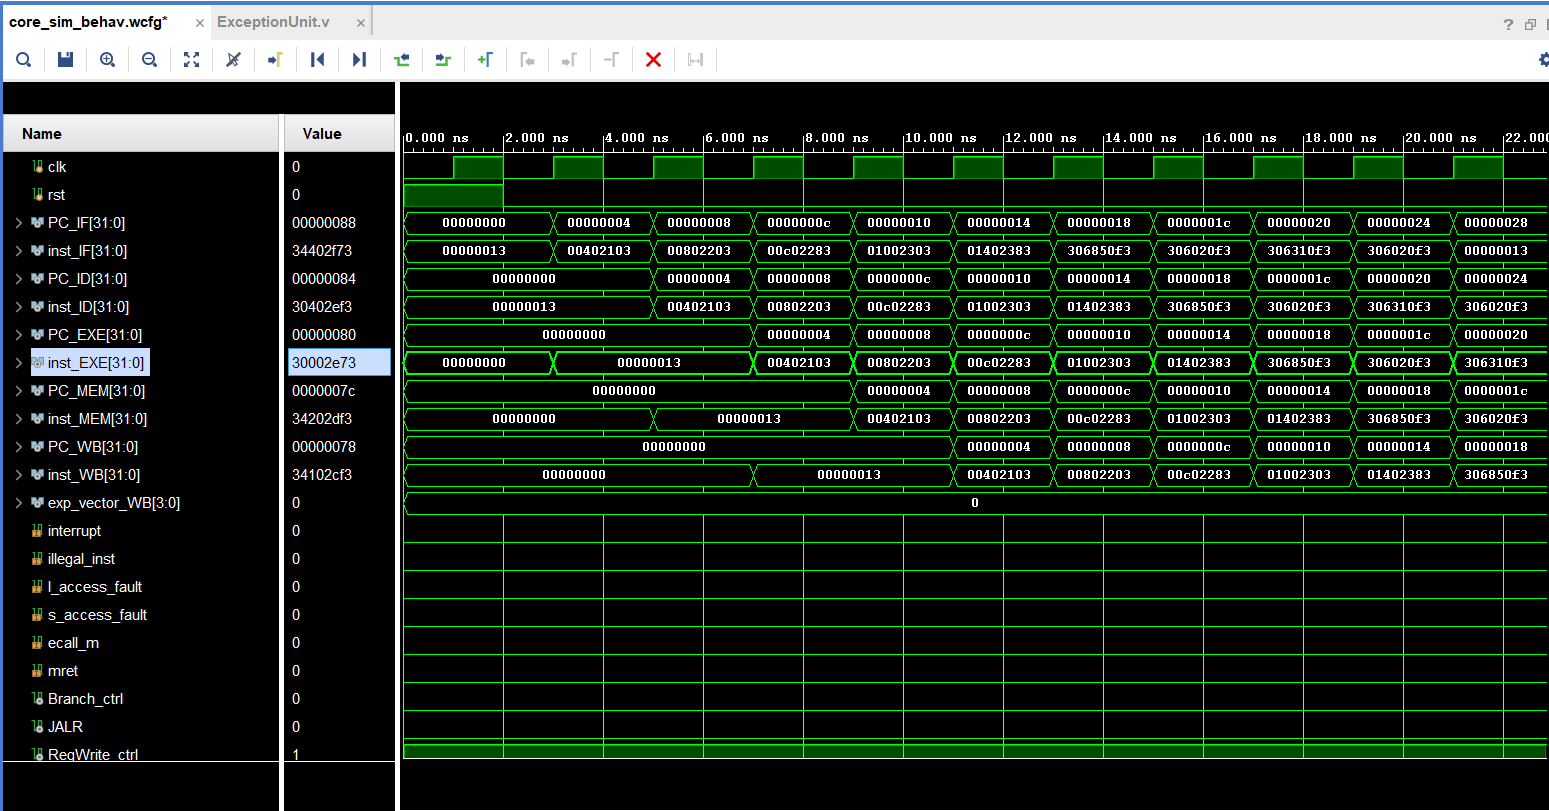 core_sim_behav.wcfg* × ExceptionUnit.v ×
?
Name Value
0.000 ns 2.000 ns 4.000 ns 6.000 ns 8.000 ns 10.000 ns 12.000 ns 14.000 ns 16.000 ns 18.000 ns 20.000 ns 22.000
clk 0
rst 0
PC_IF[31:0] 00000088 00000000 00000004 00000008 0000000c 00000010 00000014 00000018 0000001c 00000020 00000024 00000028
inst_IF[31:0] 34402f73 00000013 00402103 00802203 00c02283 01002303 01402383 306850f3 306020f3 306310f3 306020f3 00000013
PC_ID[31:0] 00000084 00000000 00000004 00000008 0000000c 00000010 00000014 00000018 0000001c 00000020 00000024
inst_ID[31:0] 30402ef3 00000013 00402103 00802203 00c02283 01002303 01402383 306850f3 306020f3 306310f3 306020f3
PC_EXE[31:0] 00000080 00000000 00000004 00000008 0000000c 00000010 00000014 00000018 0000001c 00000020
inst_EXE[31:0] 30002e73 00000000 00000013 00402103 00802203 00c02283 01002303 01402383 306850f3 306020f3 306310f3
PC_MEM[31:0] 0000007c 00000000 00000004 00000008 0000000c 00000010 00000014 00000018 0000001c
inst_MEM[31:0] 34202df3 00000000 00000013 00402103 00802203 00c02283 01002303 01402383 306850f3 306020f3
PC_WB[31:0] 00000078 00000000 00000004 00000008 0000000c 00000010 00000014 00000018
inst_WB[31:0] 34102cf3 00000000 00000013 00402103 00802203 00c02283 01002303 01402383 306850f3
exp_vector_WB[3:0] 0 0
interrupt 0
illegal_inst 0
l_access_fault 0
s_access_fault 0
ecall_m 0
mret 0
Branch_ctrl 0
JALR 0
RegWrite_ctrl 1